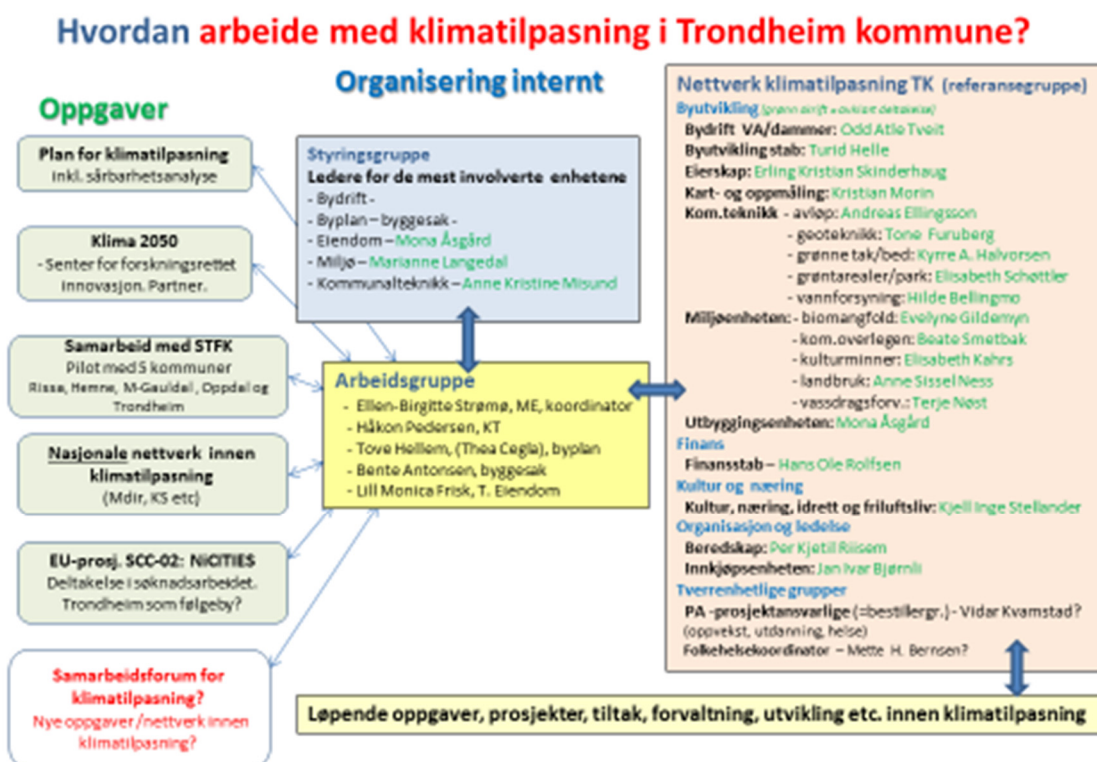 Hvordan arbeide med klimatilpasning i Trondheim kommune?
Organisering internt
Oppgaver
Plan for klimatilpasning
inkl. sårbarhetsanalyse
Klima 2050
- Senter for forskningsrettet
innovasjon. Partner.
Samarbeid med STFK
Pilot med 5 kommuner
Rissa, Hemne, M-Gauldal, Oppdal og
Trondheim
Nasjonale nettverk innen
klimatilpasning
(Mdir, KS etc)
EU-prosj. SCC-02: NiCITIES
Deltakelse i søknadsarbeidet.
Trondheim som følgeby?
Samarbeidsforum for
klimatilpasning?
Nye oppgaver /nettverk innen
klimatilpasning?
Styringsgruppe
Ledere for de mest involverte enhetene
- Bydrift -
- Byplan – byggesak -
- Eiendom – Mona Åsgård
- Miljø – Marianne Langedal
- Kommunalteknikk – Anne Kristine Misund
Arbeidsgruppe
- Ellen-Birgitte Strømø, ME, koordinator
- Håkon Pedersen, KT
- Tove Hellem, (Thea Cegla), byplan
- Bente Antonsen, byggesak
- Lill Monica Frisk, T. Eiendom
Nettverk klimatilpasning TK (referansegruppe)
Byutvikling (grønn skrift = avklart deltakelse)
Bydrift VA/dammer: Odd Atle Tveit
Byutvikling stab: Turid Helle
Eierskap: Erling Kristian Skinderhaug
Kart- og oppmåling: Kristian Morin
Kom.teknikk - avløp: Andreas Ellingsson
- geoteknikk: Tone Furuberg
- grønne tak/bed: Kyrre A. Halvorsen
- grøntarealer/park: Elisabeth Schøttler
- vannforsyning: Hilde Bellingmo
Miljøenheten: - biomangfold: Evelyne Gildemyn
- kom.overlegen: Beate Smetbak
- kulturminner: Elisabeth Kahrs
- landbruk: Anne Sissel Ness
- vassdragsforv.: Terje Nøst
Utbyggingsenheten: Mona Åsgård
Finans
Finansstab – Hans Ole Rolfsen
Kultur og næring
Kultur, næring, idrett og friluftsliv: Kjell Inge Stellander
Organisasjon og ledelse
Beredskap: Per Kjetil Riisem
Innkjøpsenheten: Jan Ivar Bjørnli
Tverrenhetlige grupper
PA -prosjektansvarlige (=bestillergr.) - Vidar Kvamstad?
(oppvekst, utdanning, helse)
Folkehelsekoordinator – Mette H. Bernsen?
Løpende oppgaver, prosjekter, tiltak, forvaltning, utvikling etc. innen klimatilpasning